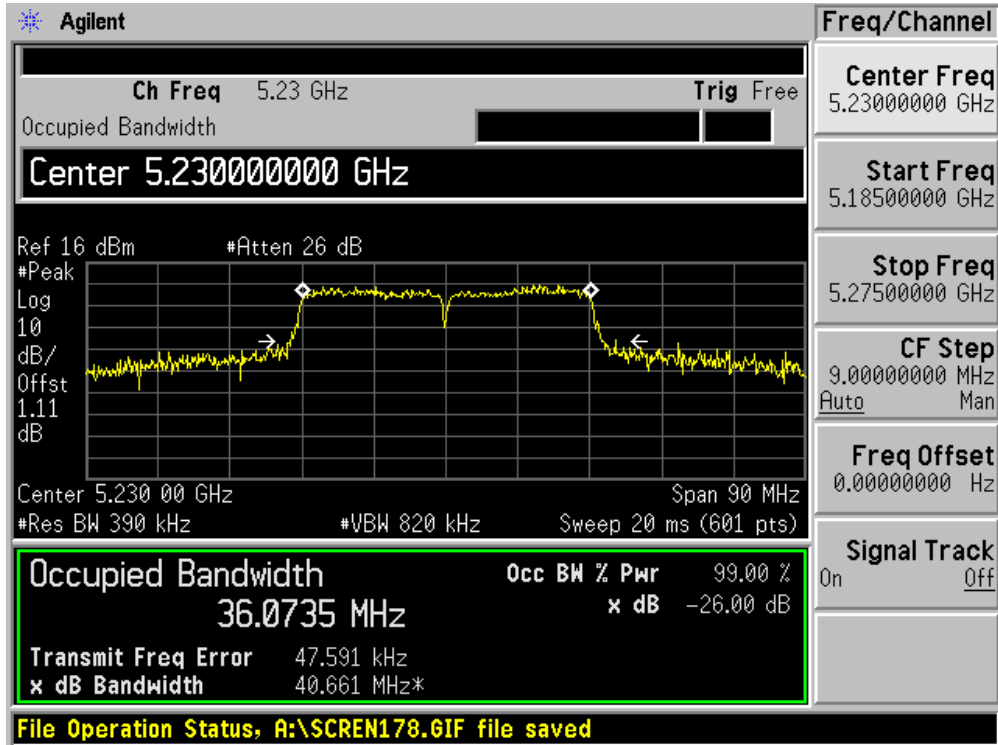 Agilent
Ch Freq 5.23 GHz Trig Free
Occupied Bandwidth
Center 5.230000000 GHz
Ref 16 dBm #Atten 26 dB
#Peak
Log
10
dB/
Offst
1.11
dB
Center 5.230 00 GHz Span 90 MHz
#Res BW 390 kHz #VBW 820 kHz Sweep 20 ms (601 pts)
Occupied Bandwidth Occ BW % Pwr 99.00 %
36.0735 MHz x dB -26.00 dB
Transmit Freq Error 47.591 kHz
x dB Bandwidth 40.661 MHz*
File Operation Status, A:\SCREN178.GIF file saved
Freq/Channel
Center Freq
5.23000000 GHz
Start Freq
5.18500000 GHz
Stop Freq
5.27500000 GHz
CF Step
9.00000000 MHz
Auto Man
Freq Offset
0.00000000 Hz
Signal Track
On Off